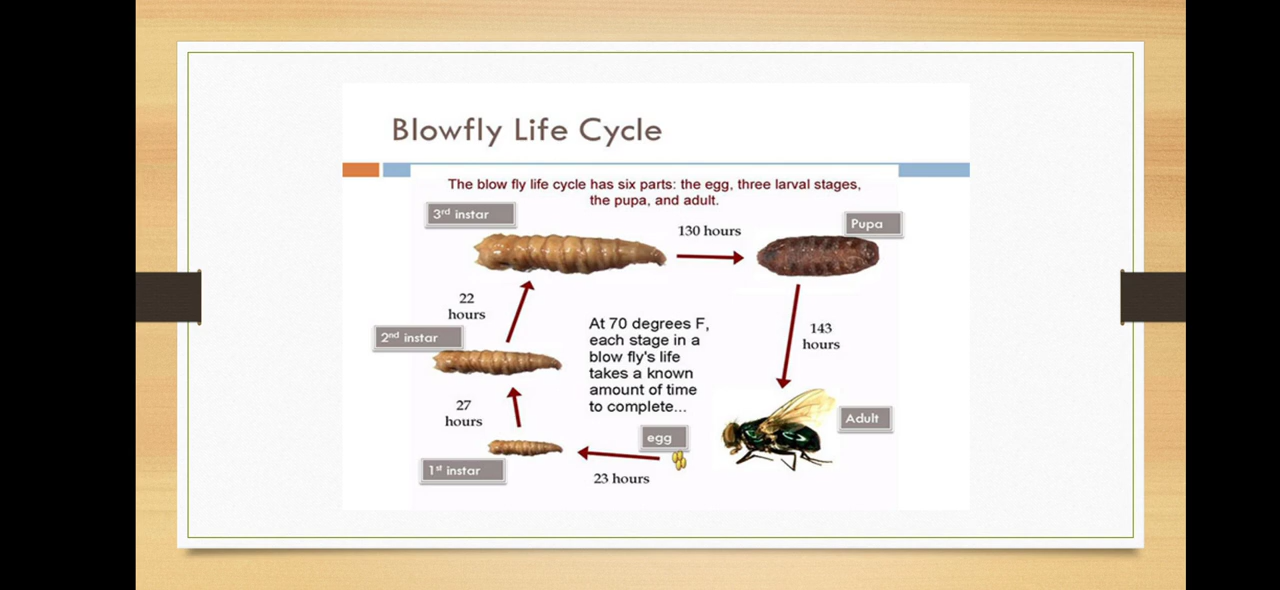 Blowfly Life Cycle
The blow fly life cycle has six parts: the egg, three larval stages,
the pupa, and adult.
3rd instar
130 hours
Pupa
22
hours
2nd instar
At 70 degrees F,
each stage in a
blow fly's life
takes a known
amount of time
to complete...
143
hours
27
hours
Adult
egg
1st instar
23 hours